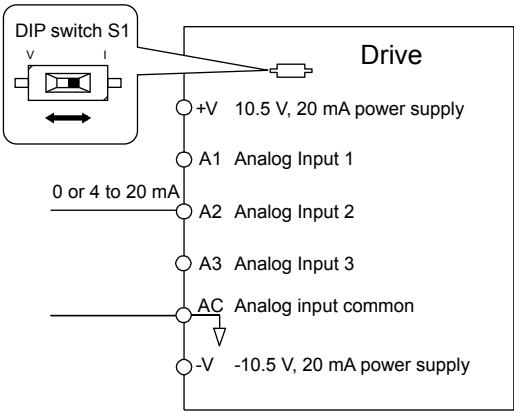 DIP switch S1
V I
Drive
+V 10.5 V, 20 mA power supply
A1 Analog Input 1
0 or 4 to 20 mA
A2 Analog Input 2
A3 Analog Input 3
AC Analog input common
-V -10.5 V, 20 mA power supply